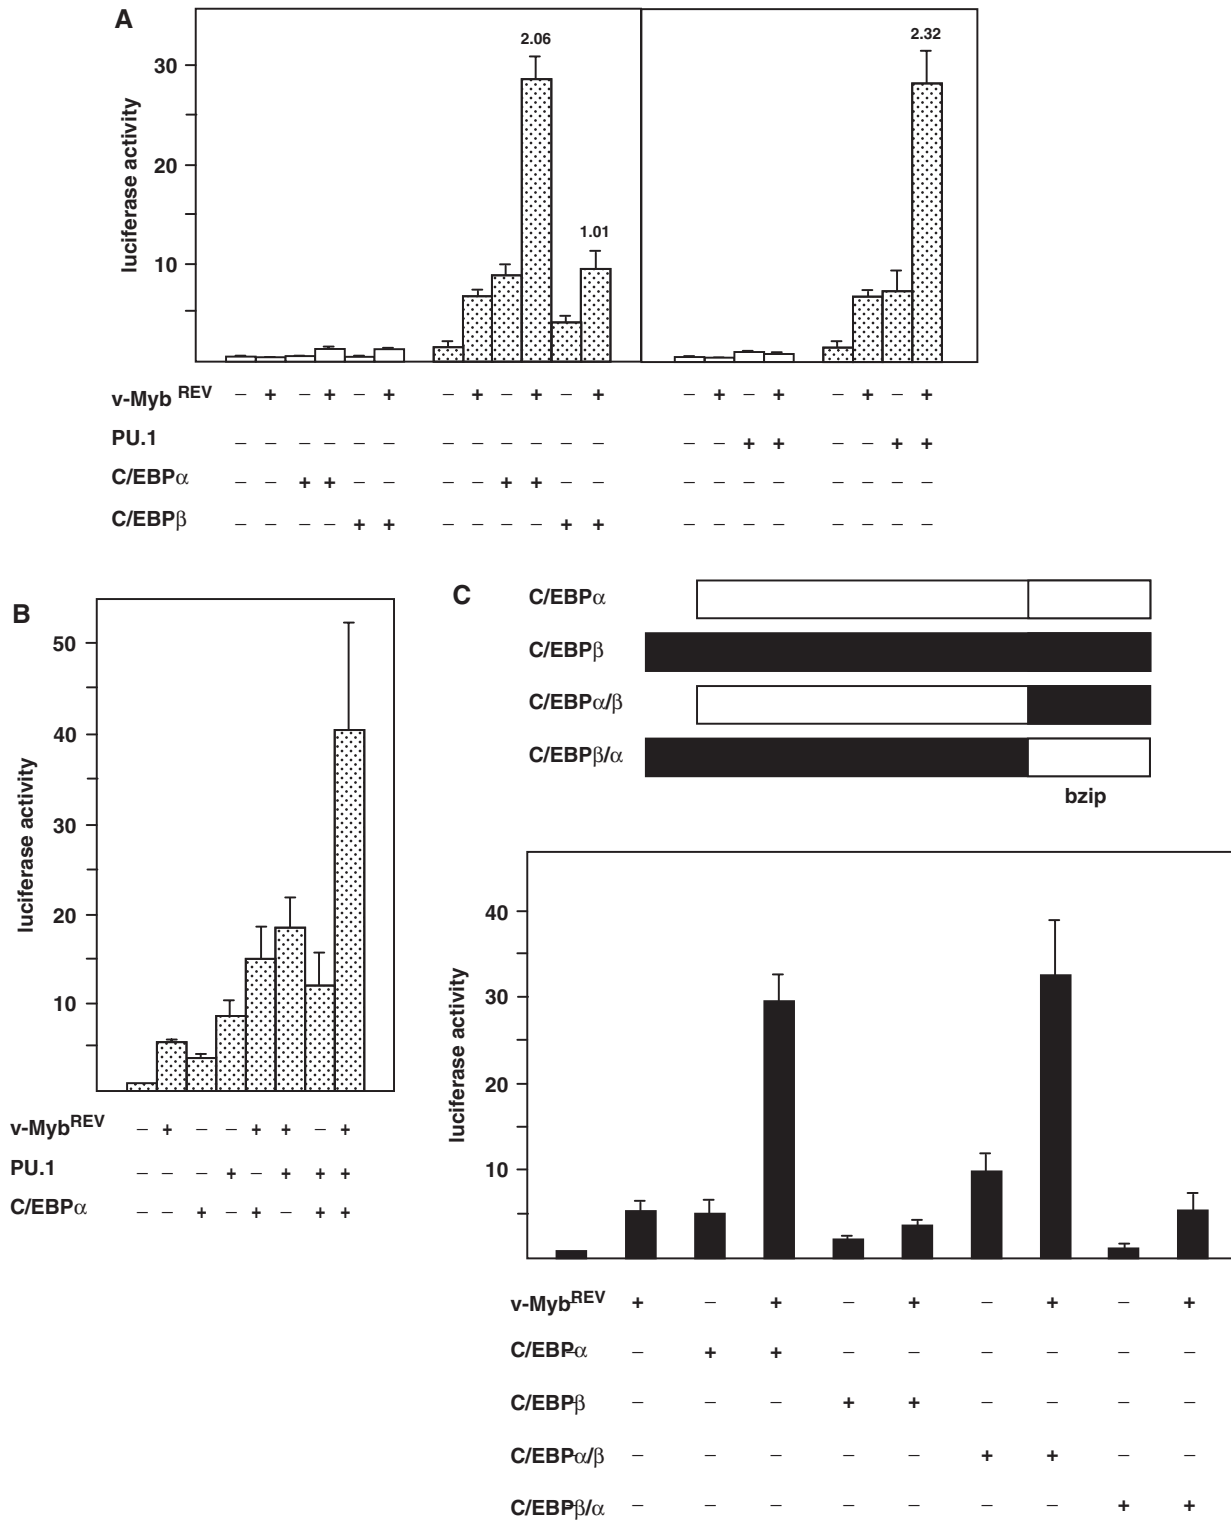 A
2.06
2.32
1.01
30
20
10
luciferase activity
v-Myb REV – + – + – + – + – + – + – + – + – + – +
PU.1 – – – – – – – – – – – – – – + + – – + +
C/EBPα – – + + – – – – + + – – – – – – – – – –
C/EBPβ – – – – + + – – – – + + – – – – – – – –
B
50
40
30
20
10
luciferase activity
v-MybREV – + – – + + – +
PU.1 – – – + – + + +
C/EBPα – – + – + – + +
C
C/EBPα
C/EBPβ
C/EBPα/β
C/EBPβ/α
bzip
40
30
20
10
luciferase activity
v-MybREV – + – + – + – + – +
C/EBPα – – + + – – – – – –
C/EBPβ – – – – + + – – – –
C/EBPα/β – – – – – – + + – –
C/EBPβ/α – – – – – – – – + +